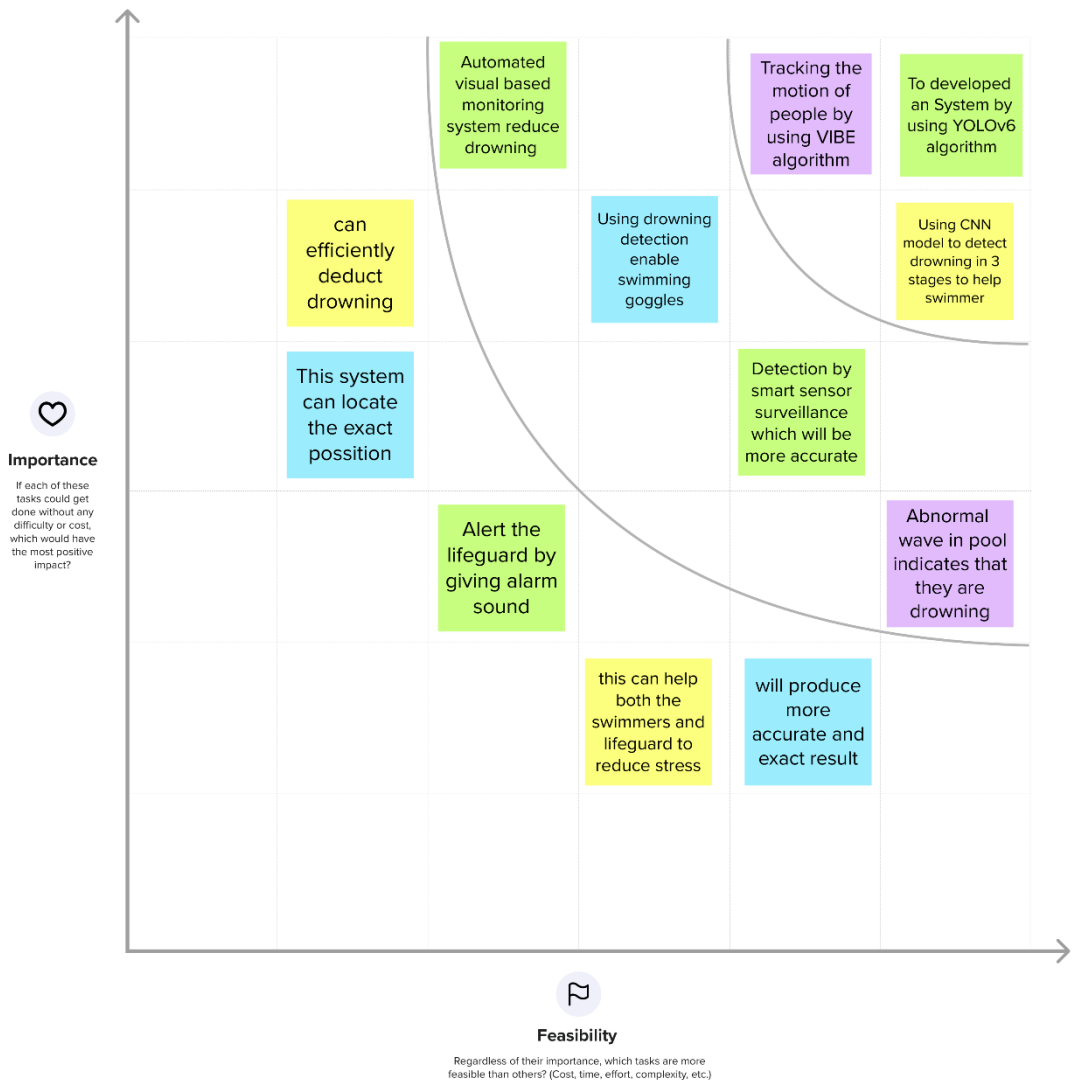 Automated
visual based
monitoring
system reduce
drowning
Tracking the
motion of
people by
using VIBE
algorithm
To developed
an System by
using YOLOv6
algorithm
can
efficiently
deduct
drowning
Using drowning
detection
enable
swimming
goggles
Using CNN
model to detect
drowning in 3
stages to help
swimmer
This system
can locate
the exact
possition
Detection by
smart sensor
surveillance
which will be
more accurate
Importance
If each of these
tasks could get
done without any
difficulty or cost,
which would have
the most positive
impact?
Alert the
lifeguard by
giving alarm
sound
Abnormal
wave in pool
indicates that
they are
drowning
this can help
both the
swimmers and
lifeguard to
reduce stress
will produce
more
accurate and
exact result
Feasibility
Regardless of their importance, which tasks are more
feasible than others? (Cost, time, effort, complexity, etc.)